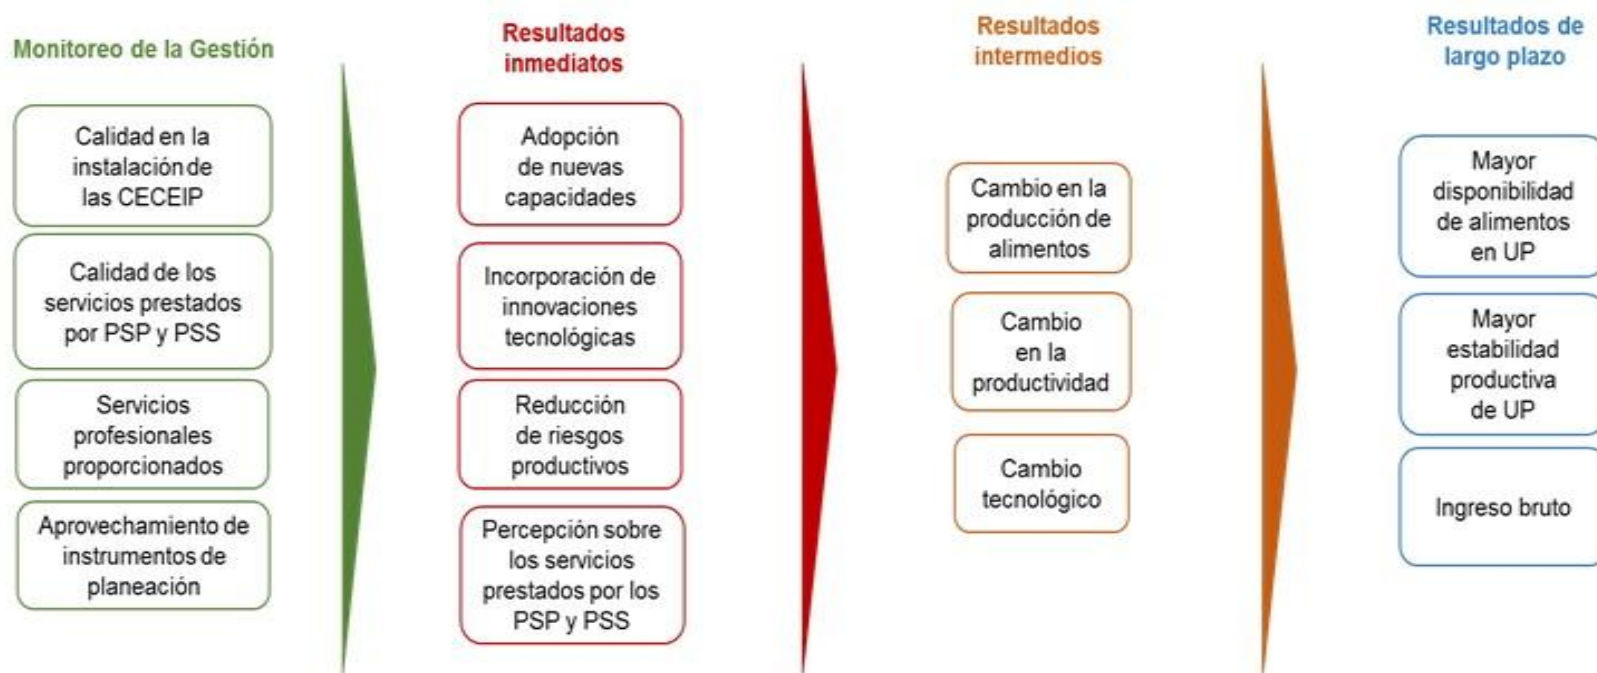 Monitoreo de la Gestión
Calidad en la
instalación de
las CECEIP
Calidad de los
servicios prestados
por PSP y PSS
Servicios
profesionales
proporcionados
Aprovechamiento de
instrumentos de
planeación
Resultados
inmediatos
Adopción
de nuevas
capacidades
Incorporación de
innovaciones
tecnológicas
Reducción
de riesgos
productivos
Percepción sobre
los servicios
prestados por los
PSP y PSS
Resultados
intermedios
Cambio en la
producción de
alimentos
Cambio
en la
productividad
Cambio
tecnológico
Resultados de
largo plazo
Mayor
disponibilidad
de alimentos
en UP
Mayor
estabilidad
productiva
de UP
Ingreso bruto